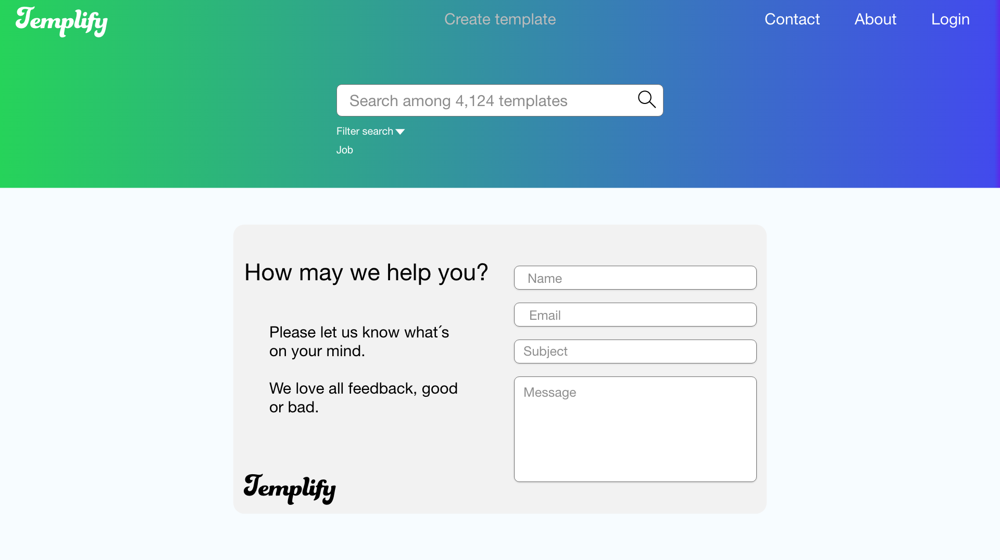 Templify
Create template
Contact
About
Login
Search among 4,124 templates
Filter search
Job
How may we help you?
Please let us know what´s
on your mind.
We love all feedback, good
or bad.
Templify
Name
Email
Subject
Message